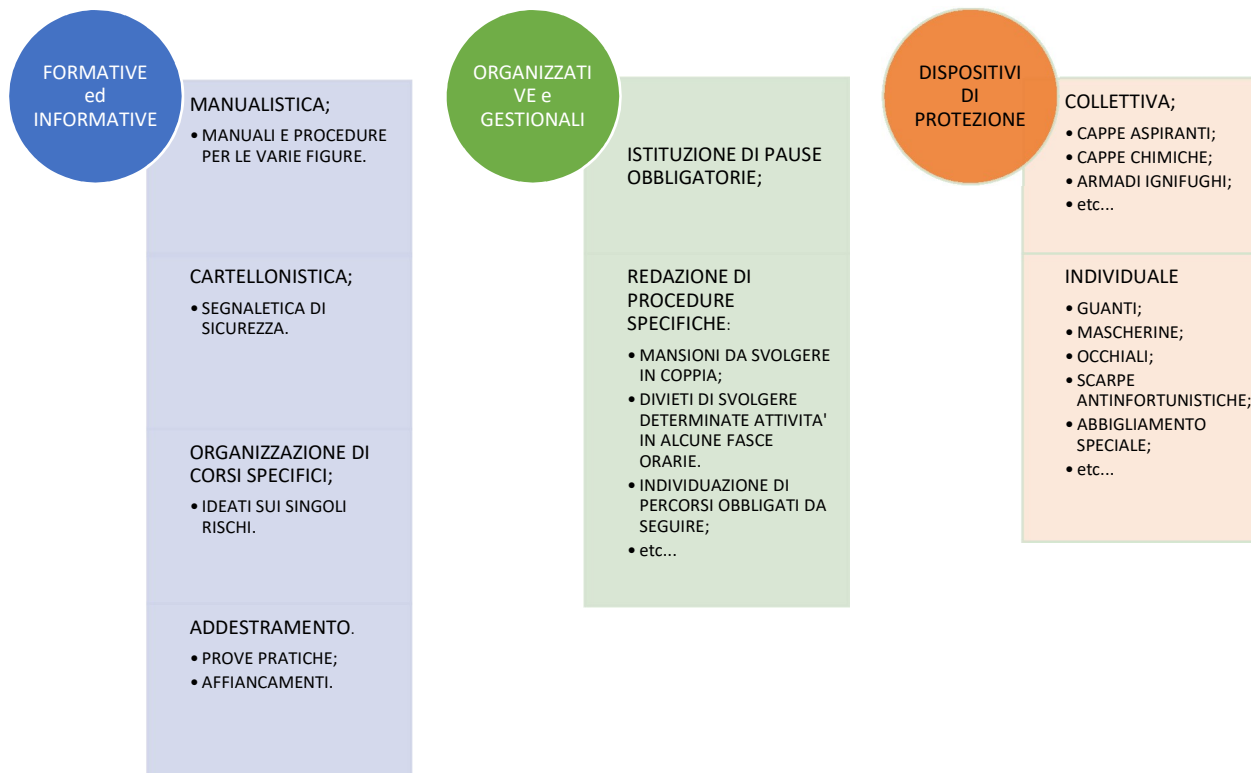 FORMATIVE
ed
INFORMATIVE
MANUALISTICA;
• MANUALI E PROCEDURE
PER LE VARIE FIGURE.
CARTELLONISTICA;
• SEGNALETICA DI
SICUREZZA.
ORGANIZZAZIONE DI
CORSI SPECIFICI;
• IDEATI SUI SINGOLI
RISCHI.
ADDESTRAMENTO.
• PROVE PRATICHE;
• AFFIANCAMENTI.
ORGANIZZATI
VE e
GESTIONALI
ISTITUZIONE DI PAUSE
OBBLIGATORIE;
REDAZIONE DI
PROCEDURE
SPECIFICHE:
• MANSIONI DA SVOLGERE
IN COPPIA;
• DIVIETI DI SVOLGERE
DETERMINATE ATTIVITA'
IN ALCUNE FASCE
ORARIE.
• INDIVIDUAZIONE DI
PERCORSI OBBLIGATI DA
SEGUIRE;
• etc...
DISPOSITIVI
DI
PROTEZIONE
COLLETTIVA;
• CAPPE ASPIRANTI;
• CAPPE CHIMICHE;
• ARMADI IGNIFUGHI;
• etc...
INDIVIDUALE
• GUANTI;
• MASCHERINE;
• OCCHIALI;
• SCARPE
ANTINFORTUNISTICHE;
• ABBIGLIAMENTO
SPECIALE;
• etc...